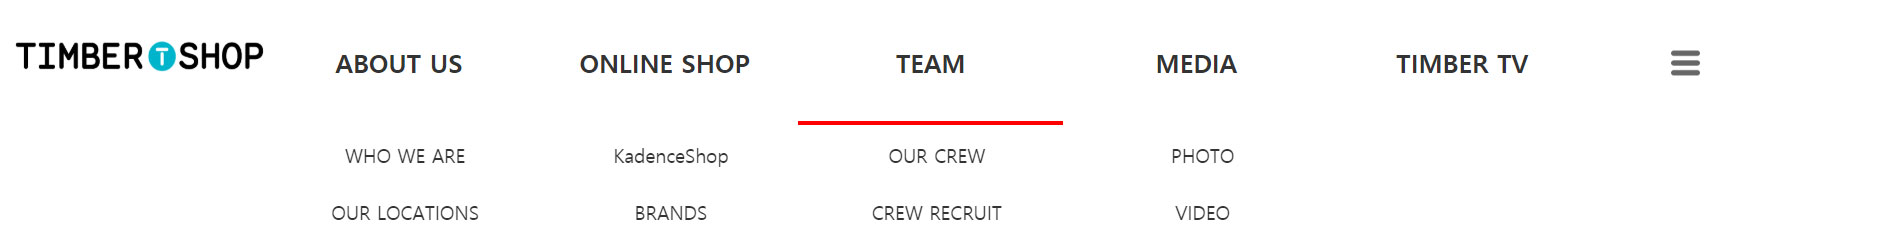 TIMBER T SHOP
ABOUT US
ONLINE SHOP
TEAM
MEDIA
TIMBER TV
WHO WE ARE
KadenceShop
OUR CREW
PHOTO
OUR LOCATIONS
BRANDS
CREW RECRUIT
VIDEO